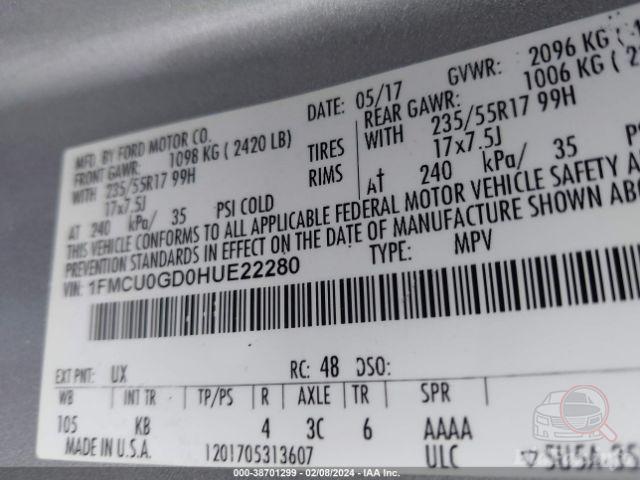 MFD. BY FORD MOTOR CO. DATE: 05/17 GVWR: 2096 KG (
FRONT GAWR: 1098 KG ( 2420 LB) REAR GAWR: 1006 KG (
WITH 235/55R17 99H TIRES WITH 235/55R17 99H
17x7.5J RIMS 17x7.5J
AT 240 kPa/ 35 PSI COLD AT 240 kPa/ 35
THIS VEHICLE CONFORMS TO ALL APPLICABLE FEDERAL MOTOR VEHICLE SAFETY
PREVENTION STANDARDS IN EFFECT ON THE DATE OF MANUFACTURE SHOWN
VIN: 1FMCU0GD0HUE22280 TYPE: MPV
EXT PNT: UX RC: 48 DSO:
WB INT TR TP/PS R AXLE TR SPR
105 KB 4 3C 6 AAAA
MADE IN U.S.A. 1201705313607 ULC
000-38701299 - 02/08/2024 - IAAI, Inc.